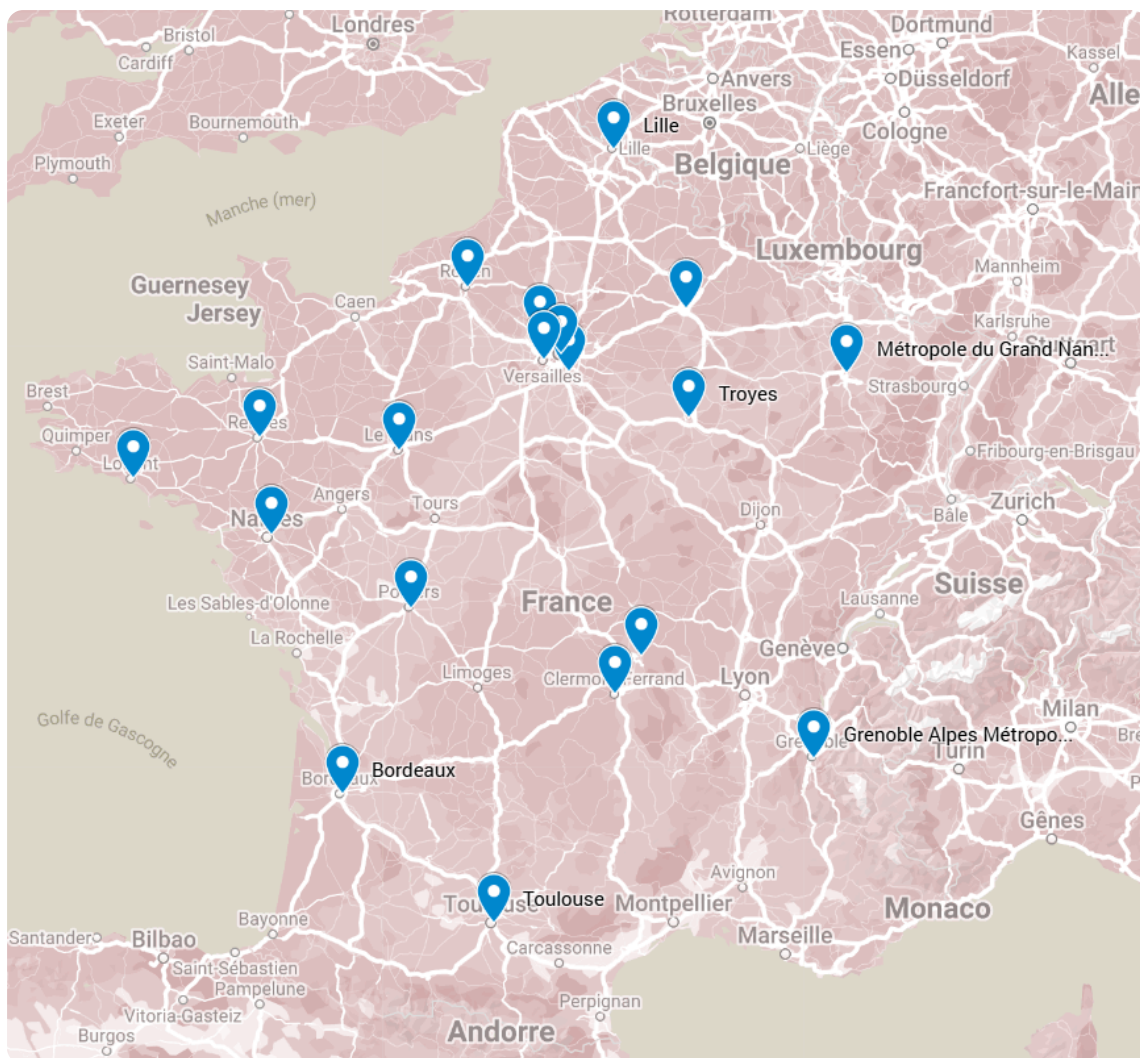 Londres
Rotterdam
Dortmund
Bristol
Essen
Kassel
Cardiff
Anvers
Düsseldorf
Alle
Bruxelles
Exeter
Bournemouth
Lille
Cologne
Lille
Liège
Plymouth
Belgique
Francfort-sur-le-Main
Manche (mer)
Luxembourg
Mannheim
Guernesey
Jersey
Caen
Karlsruhe
Stuttgart
Métropole du Grand Nan...
Saint-Malo
Versailles
Strasbourg
Brest
Troyes
Quimper
Fribourg-en-Brisgau
Angers
Tours
Dijon
Zurich
Bâle
Suisse
Les Sables-d'Olonne
France
Lausanne
La Rochelle
Genève
Limoges
Lyon
Golfe de Gascogne
Milan
Grenoble Alpes Métropo...
Turin
Bordeaux
Gênes
Avignon
Toulouse
Montpellier
Monaco
Bayonne
Santander
Bilbao
Marseille
Carcassonne
Saint-Sébastien
Pampelune
Perpignan
Vitoria-Gasteiz
Andorre
Burgos